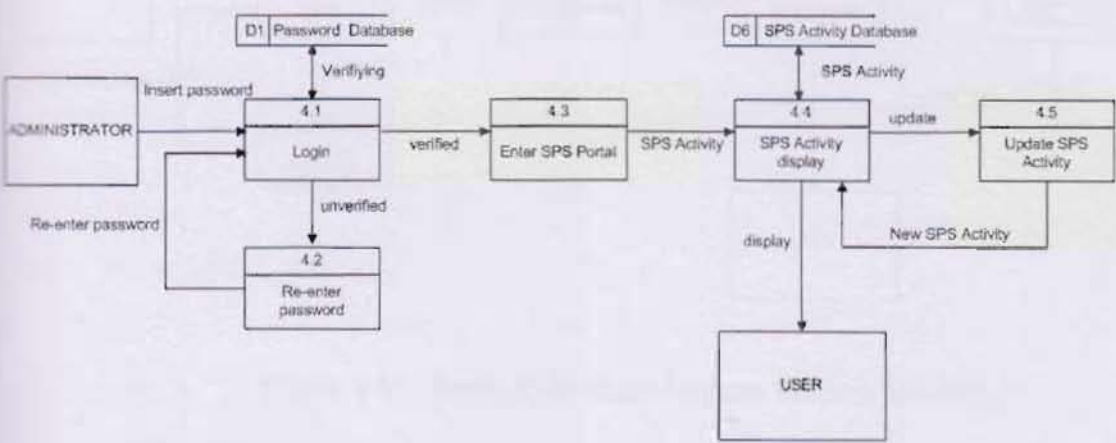 D1 Password Database
D6 SPS Activity Database
Verifiying
SPS Activity
Insert password
ADMINISTRATOR
4.1
Login
verified
4.3
Enter SPS Portal
SPS Activity
4.4
SPS Activity
display
update
4.5
Update SPS
Activity
Re-enter password
unverified
4.2
Re-enter
password
display
New SPS Activity
USER